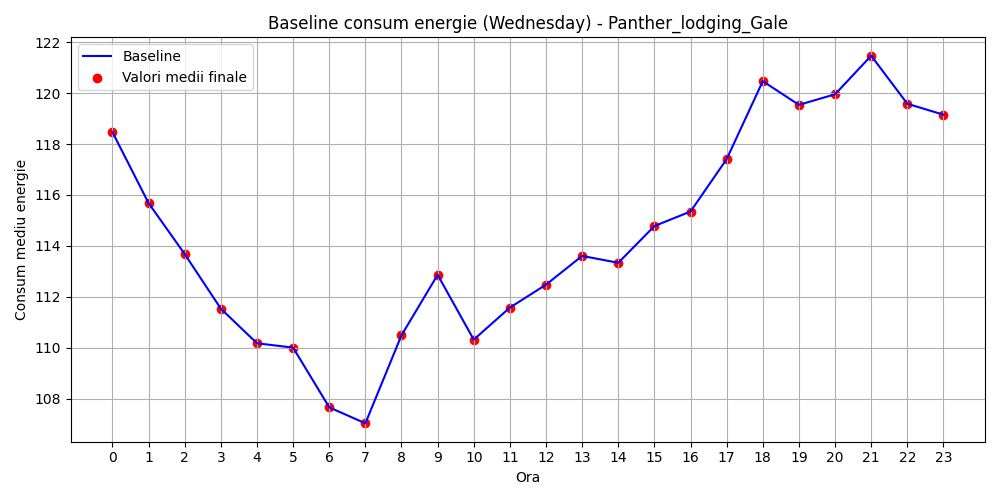 Baseline consum energie (Wednesday) - Panther_lodging_Gale
Baseline
Valori medii finale
Consum mediu energie
122
120
118
116
114
112
110
108
0 1 2 3 4 5 6 7 8 9 10 11 12 13 14 15 16 17 18 19 20 21 22 23
Ora